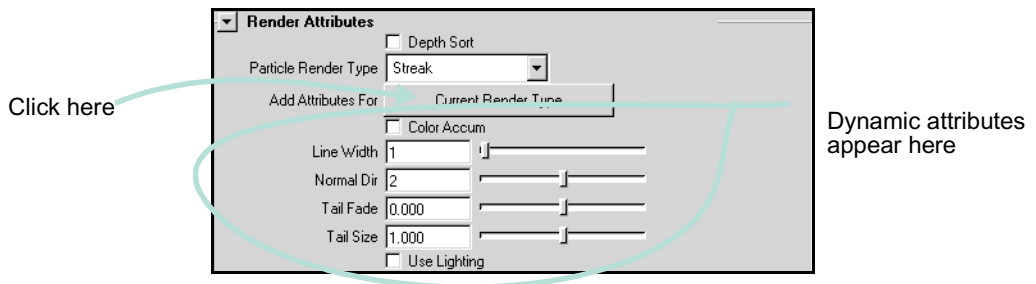 Render Attributes
Depth Sort
Particle Render Type Streak
Click here
Add Attributes For Current Render Type
Color Accum
Dynamic attributes
appear here
Line Width 1
Normal Dir 2
Tail Fade 0.000
Tail Size 1.000
Use Lighting